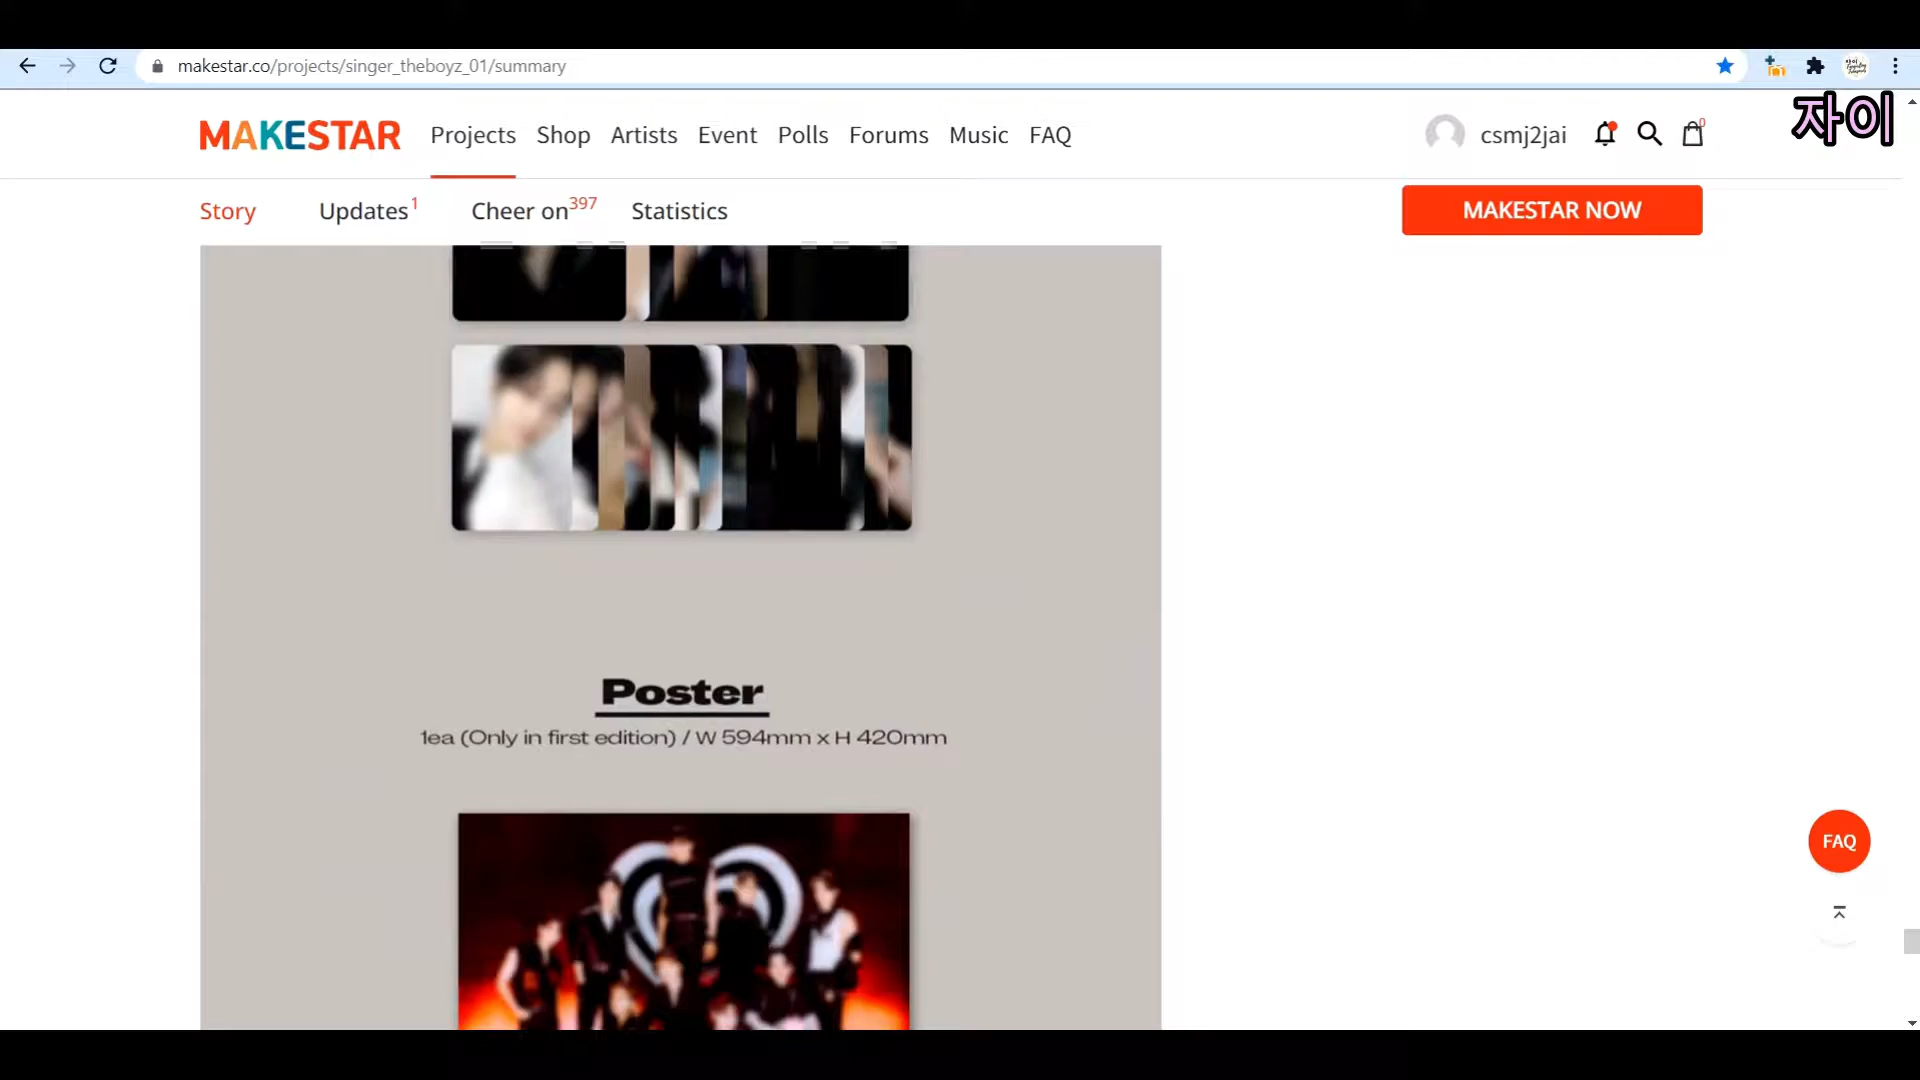 makestar.co/projects/singer_theboyz_01/summary
자이
MAKESTAR Projects Shop Artists Event Polls Forums Music FAQ csmj2jai 0
Story Updates1 Cheer on397 Statistics MAKESTAR NOW
Poster
1ea (Only in first edition) / W 594mm x H 420mm
FAQ